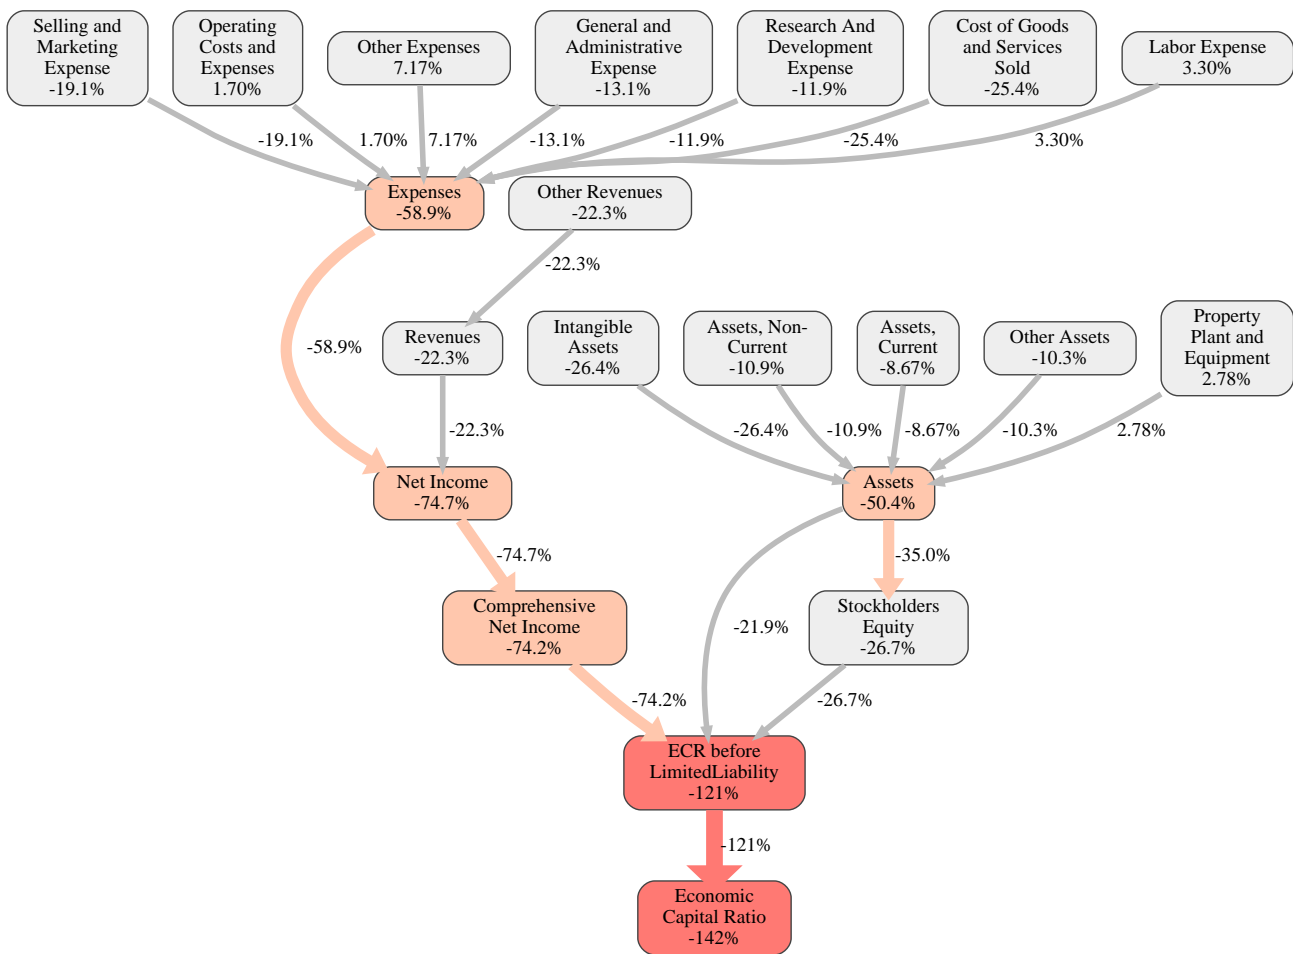 Selling and
Marketing
Expense
-19.1%
Operating
Costs and
Expenses
1.70%
Other Expenses
7.17%
General and
Administrative
Expense
-13.1%
Research And
Development
Expense
-11.9%
Cost of Goods
and Services
Sold
-25.4%
Labor Expense
3.30%
-19.1%
1.70%
7.17%
-13.1%
-11.9%
-25.4%
3.30%
Expenses
-58.9%
Other Revenues
-22.3%
-22.3%
-58.9%
Revenues
-22.3%
Intangible
Assets
-26.4%
Assets, Non-
Current
-10.9%
Assets,
Current
-8.67%
Other Assets
-10.3%
Property
Plant and
Equipment
2.78%
-22.3%
-26.4%
-10.9%
-8.67%
-10.3%
2.78%
Net Income
-74.7%
Assets
-50.4%
-74.7%
-35.0%
Comprehensive
Net Income
-74.2%
-21.9%
Stockholders
Equity
-26.7%
-74.2%
-26.7%
ECR before
LimitedLiability
-121%
-121%
Economic
Capital Ratio
-142%